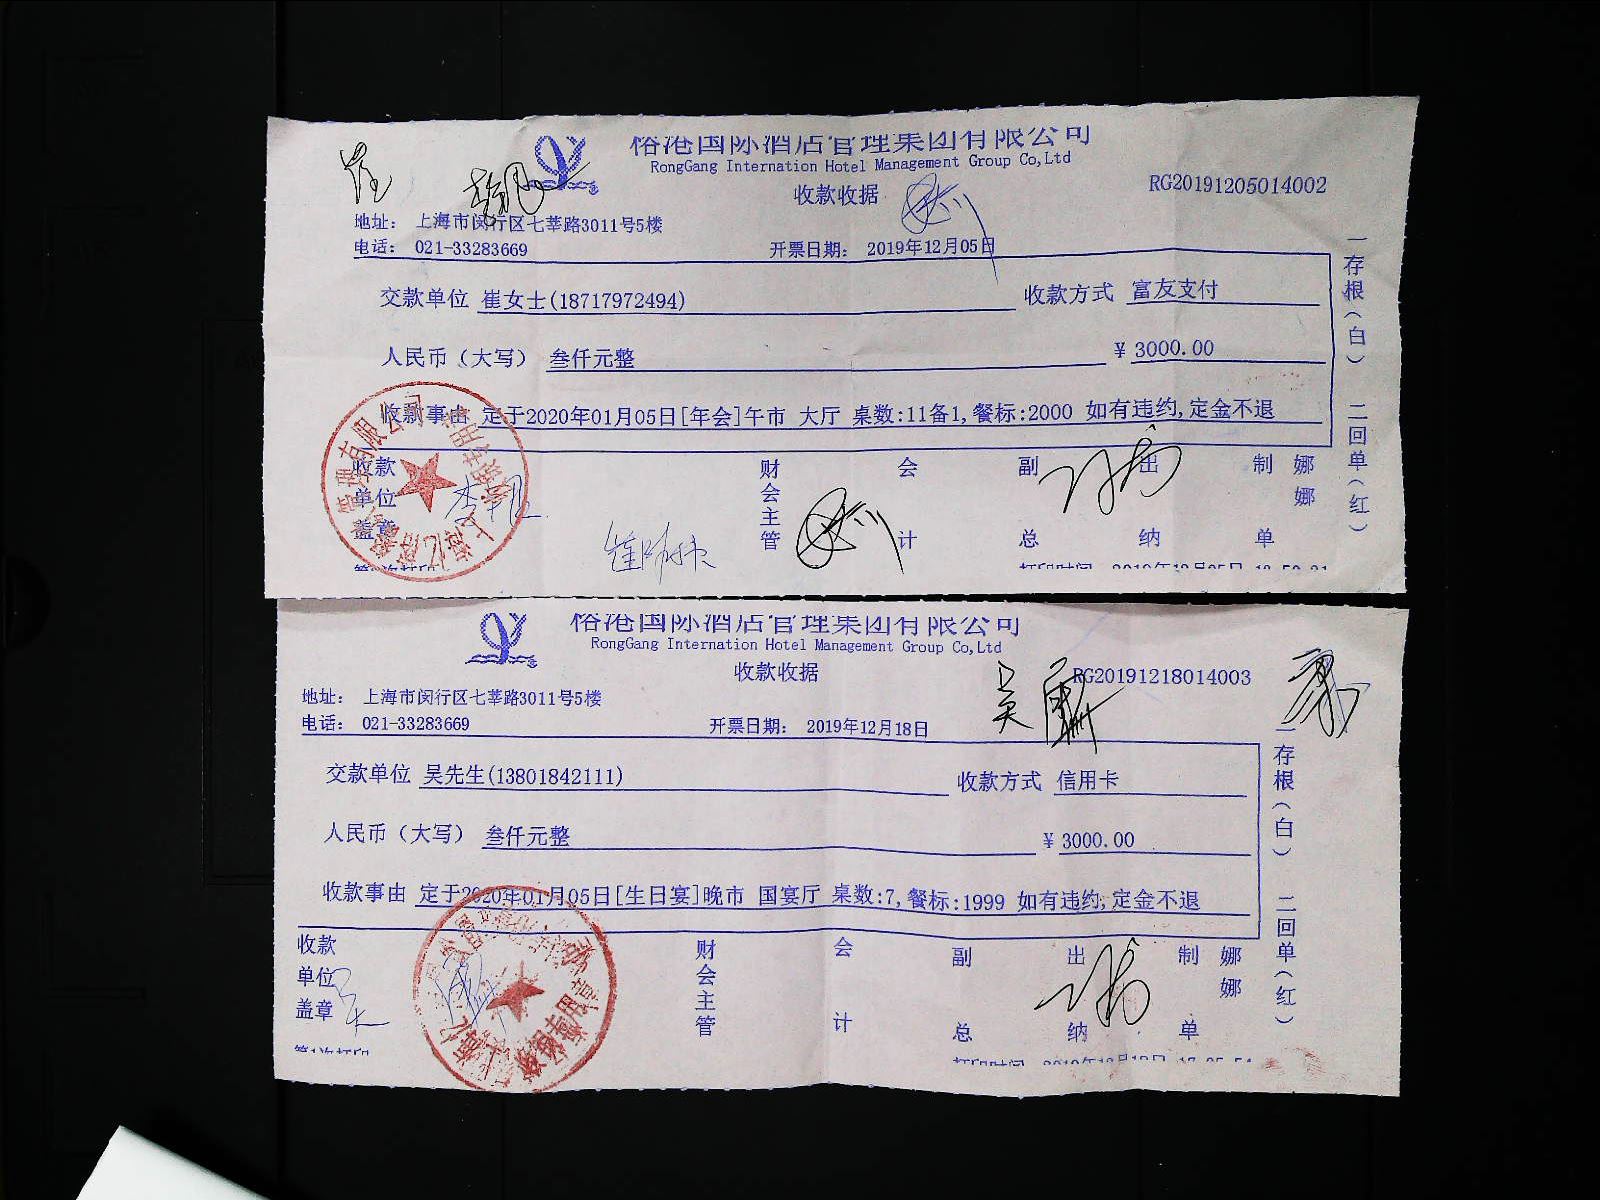 榕港国际酒店管理集团有限公司
RongGang Internation Hotel Management Group Co,Ltd
收款收据
RG20191205014002
地址： 上海市闵行区七莘路3011号5楼
电话： 021-33283669 开票日期： 2019年12月05日
交款单位 崔女士(18717972494) 收款方式 富友支付
人民币（大写） 叁仟元整 ¥ 3000.00
收款事由 定于2020年01月05日[年会]午市 大厅 桌数:11备1,餐标:2000 如有违约,定金不退
收款单位盖章 财会主管 会计 副总 出纳 制单 娜娜
一存根（白） 二回单（红）
榕港国际酒店管理集团有限公司
RongGang Internation Hotel Management Group Co,Ltd
收款收据
RG20191218014003
地址： 上海市闵行区七莘路3011号5楼
电话： 021-33283669 开票日期： 2019年12月18日
交款单位 吴先生(13801842111) 收款方式 信用卡
人民币（大写） 叁仟元整 ¥ 3000.00
收款事由 定于2020年01月05日[生日宴]晚市 国宴厅 桌数:7,餐标:1999 如有违约,定金不退
收款单位盖章 财会主管 会计 副总 出纳 制单 娜娜
一存根（白） 二回单（红）